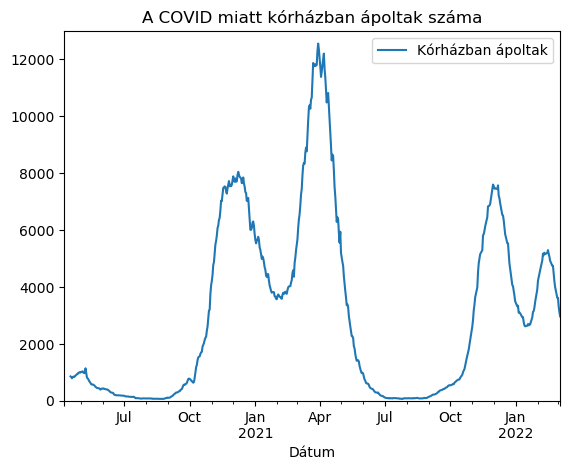 A COVID miatt kórházban ápoltak száma
Kórházban ápoltak
12000
10000
8000
6000
4000
2000
0
Jul Oct Jan Apr Jul Oct Jan
2021 2022
Dátum